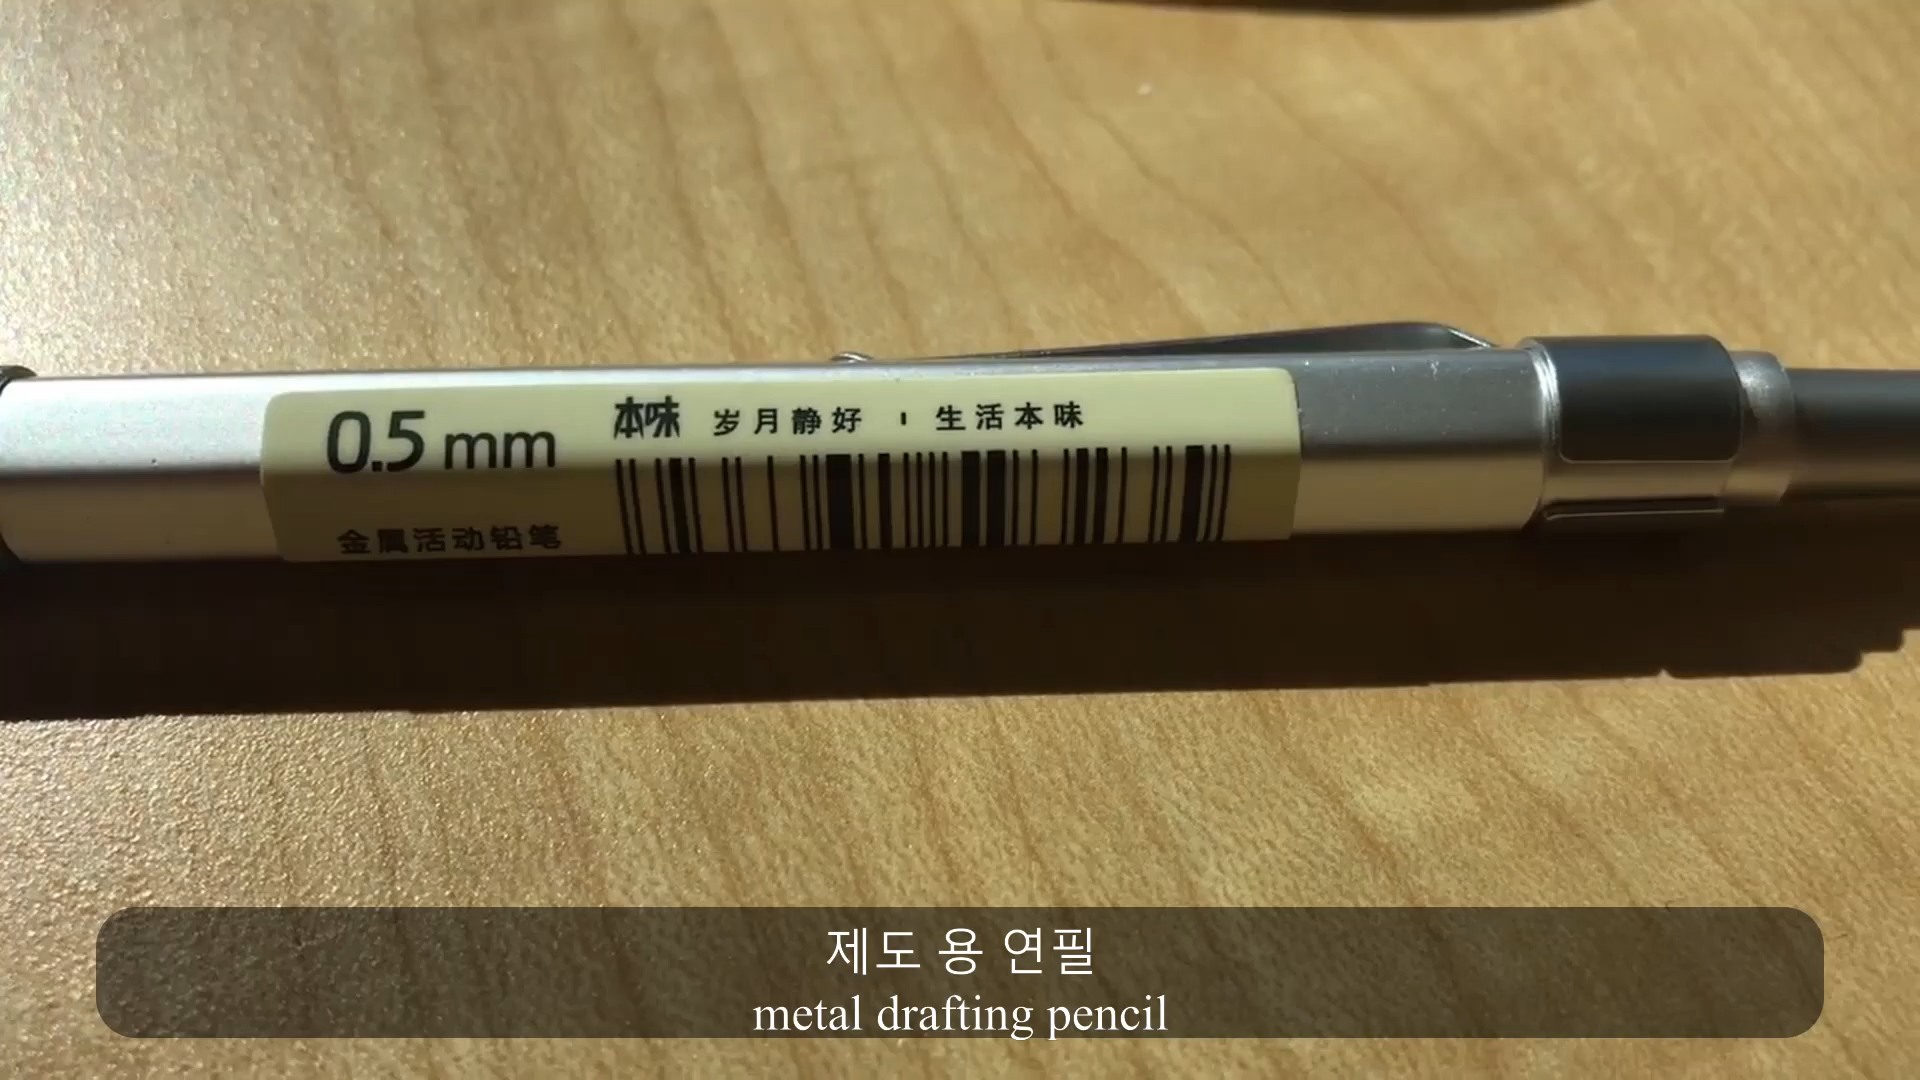 0.5 mm
本味 岁月静好 ' 生活本味
金属活动铅笔
제도 용 연필
metal drafting pencil